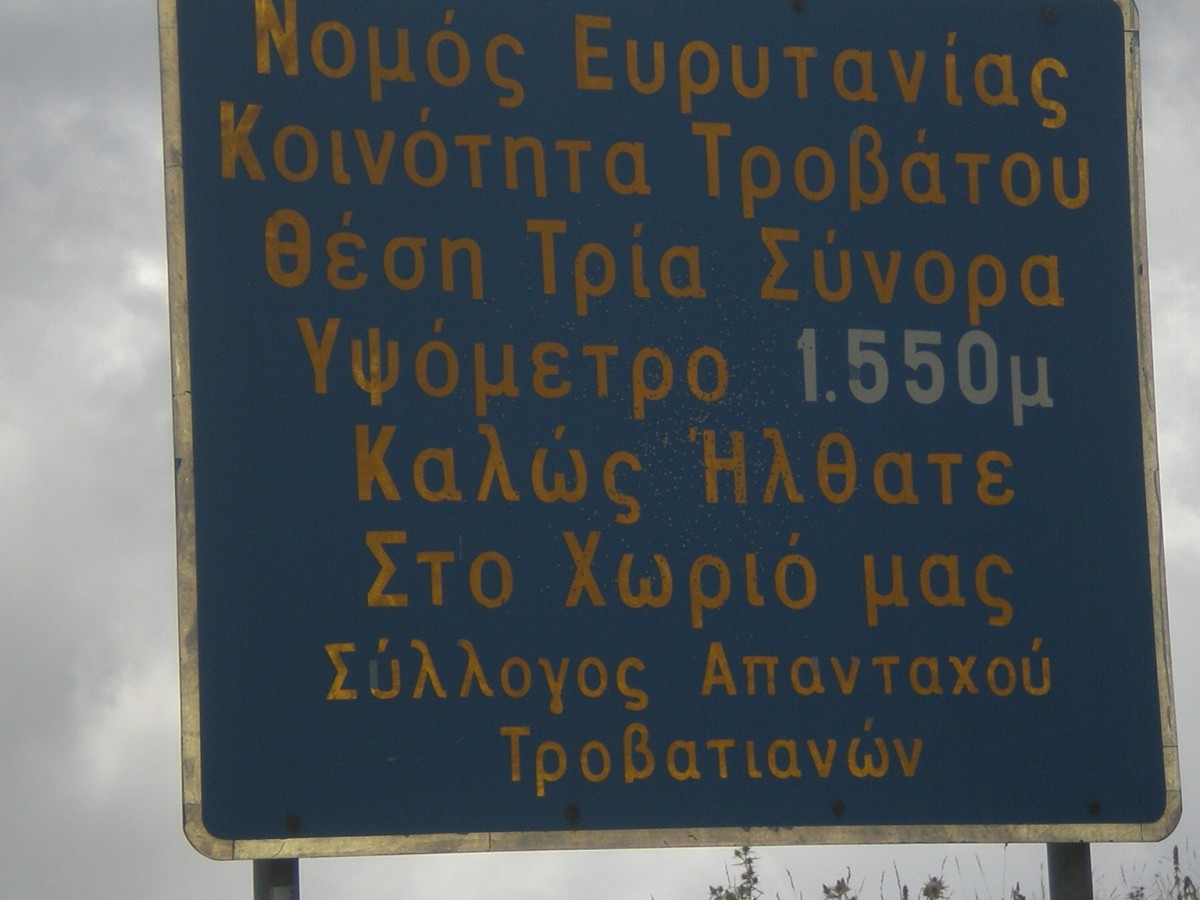 Νομός Ευρυτανίας
Κοινότητα Τροβάτου
Θέση Τρία Σύνορα
Υψόμετρο 1.550μ
Καλώς Ήλθατε
Στο Χωριό μας
Σύλλογος Απανταχού
Τροβατιανών